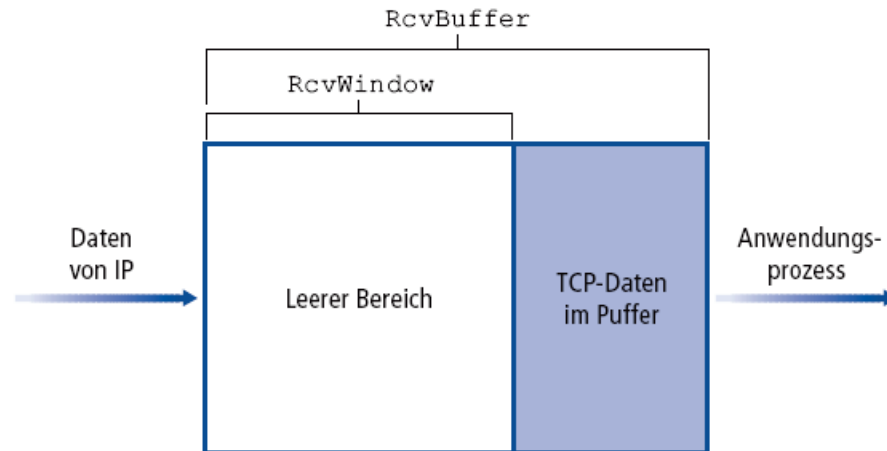 RcvBuffer
RcvWindow
Daten
von IP
Leerer Bereich
TCP-Daten
im Puffer
Anwendungs-
prozess